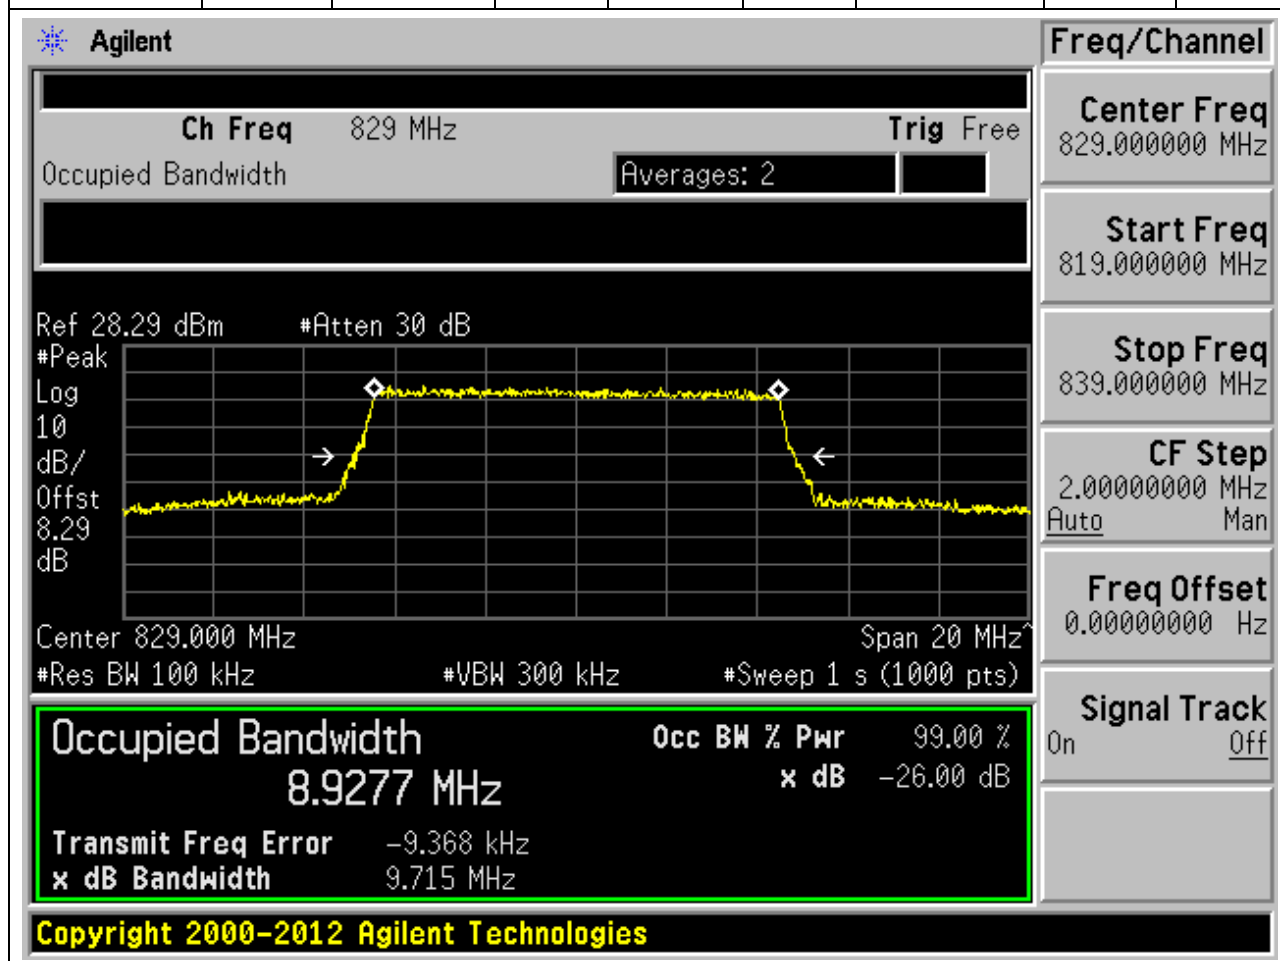 Agilent
Freq/Channel
Ch Freq 829 MHz Trig Free
Occupied Bandwidth Averages: 2
Ref 28.29 dBm #Atten 30 dB
#Peak
Log
10
dB/
Offst
8.29
dB
Center 829.000 MHz Span 20 MHz^
#Res BW 100 kHz #VBW 300 kHz #Sweep 1 s (1000 pts)
Occupied Bandwidth Occ BW % Pwr 99.00 %
8.9277 MHz x dB -26.00 dB
Transmit Freq Error -9.368 kHz
x dB Bandwidth 9.715 MHz
Copyright 2000-2012 Agilent Technologies
Center Freq
829.000000 MHz
Start Freq
819.000000 MHz
Stop Freq
839.000000 MHz
CF Step
2.00000000 MHz
Auto Man
Freq Offset
0.00000000 Hz
Signal Track
On Off